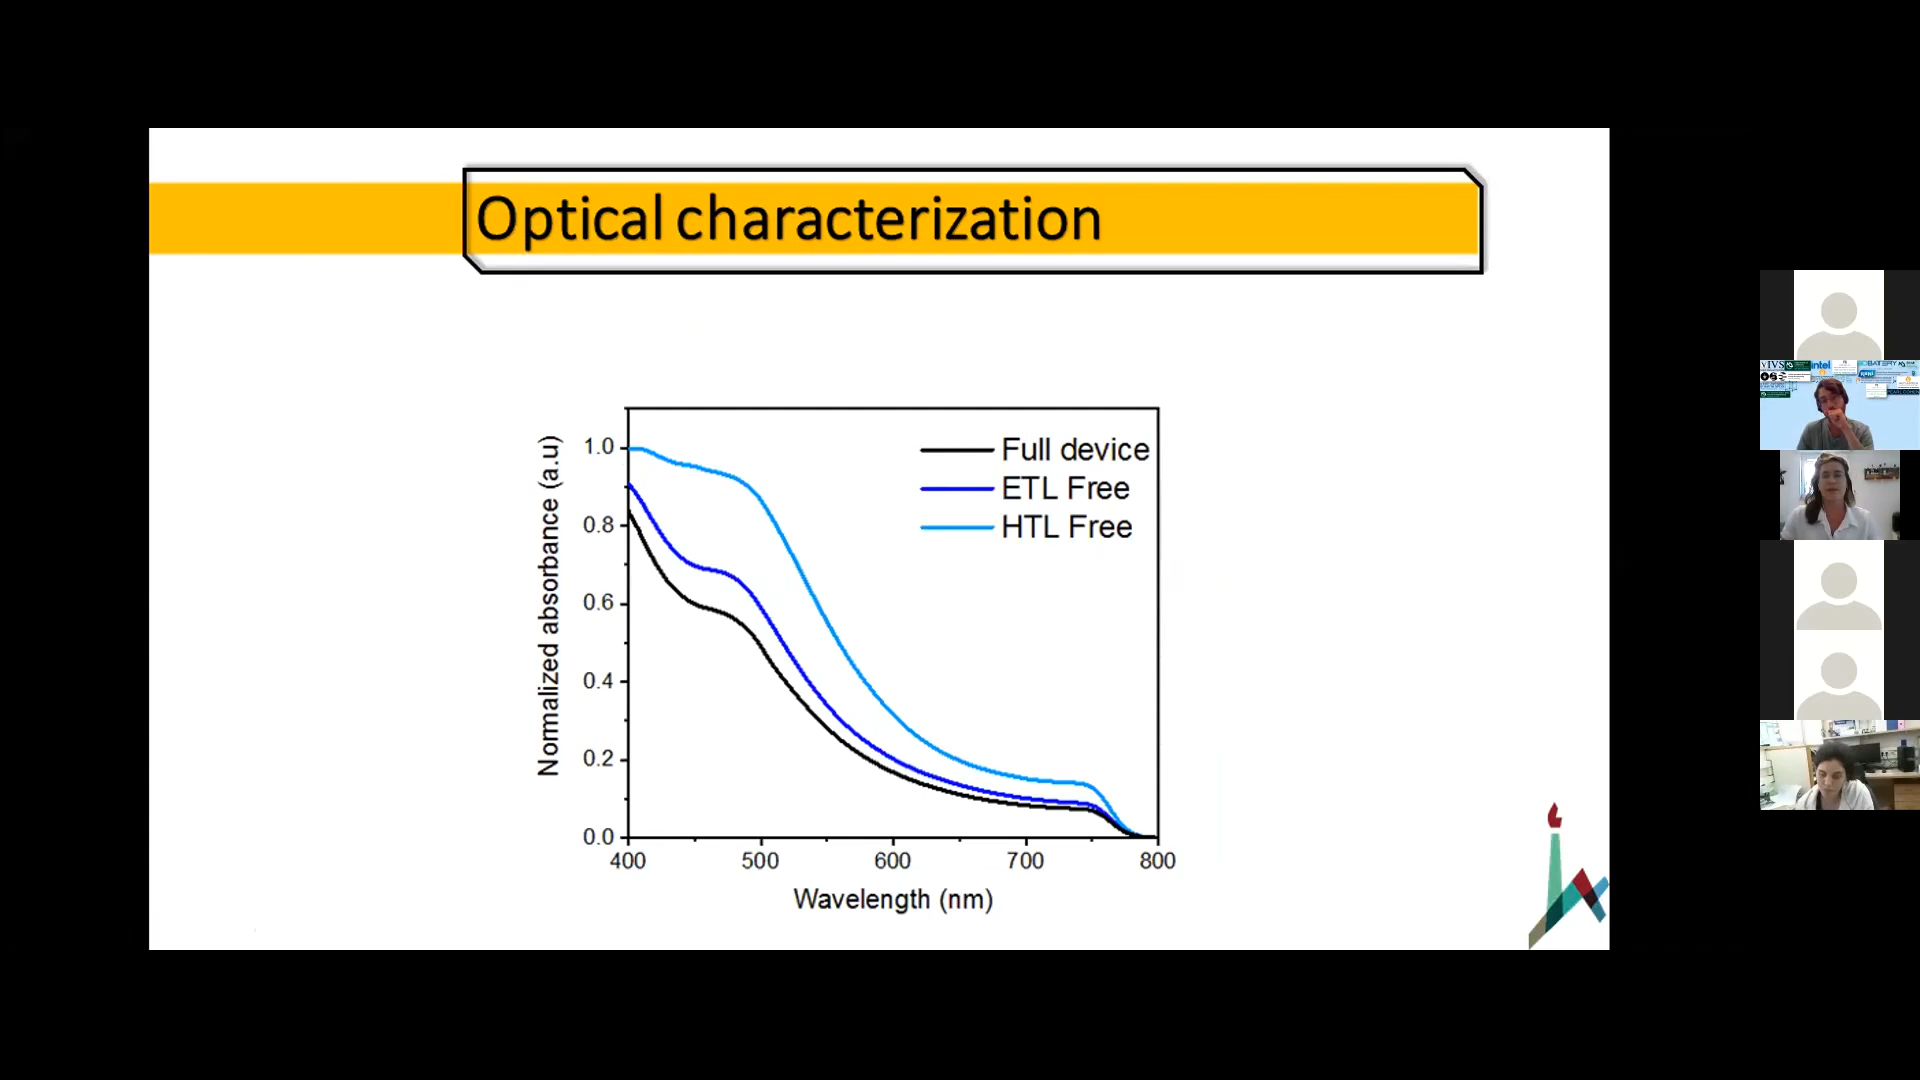 Optical characterization
Normalized absorbance (a.u)
1.0
0.8
0.6
0.4
0.2
0.0
Full device
ETL Free
HTL Free
400 500 600 700 800
Wavelength (nm)
intel